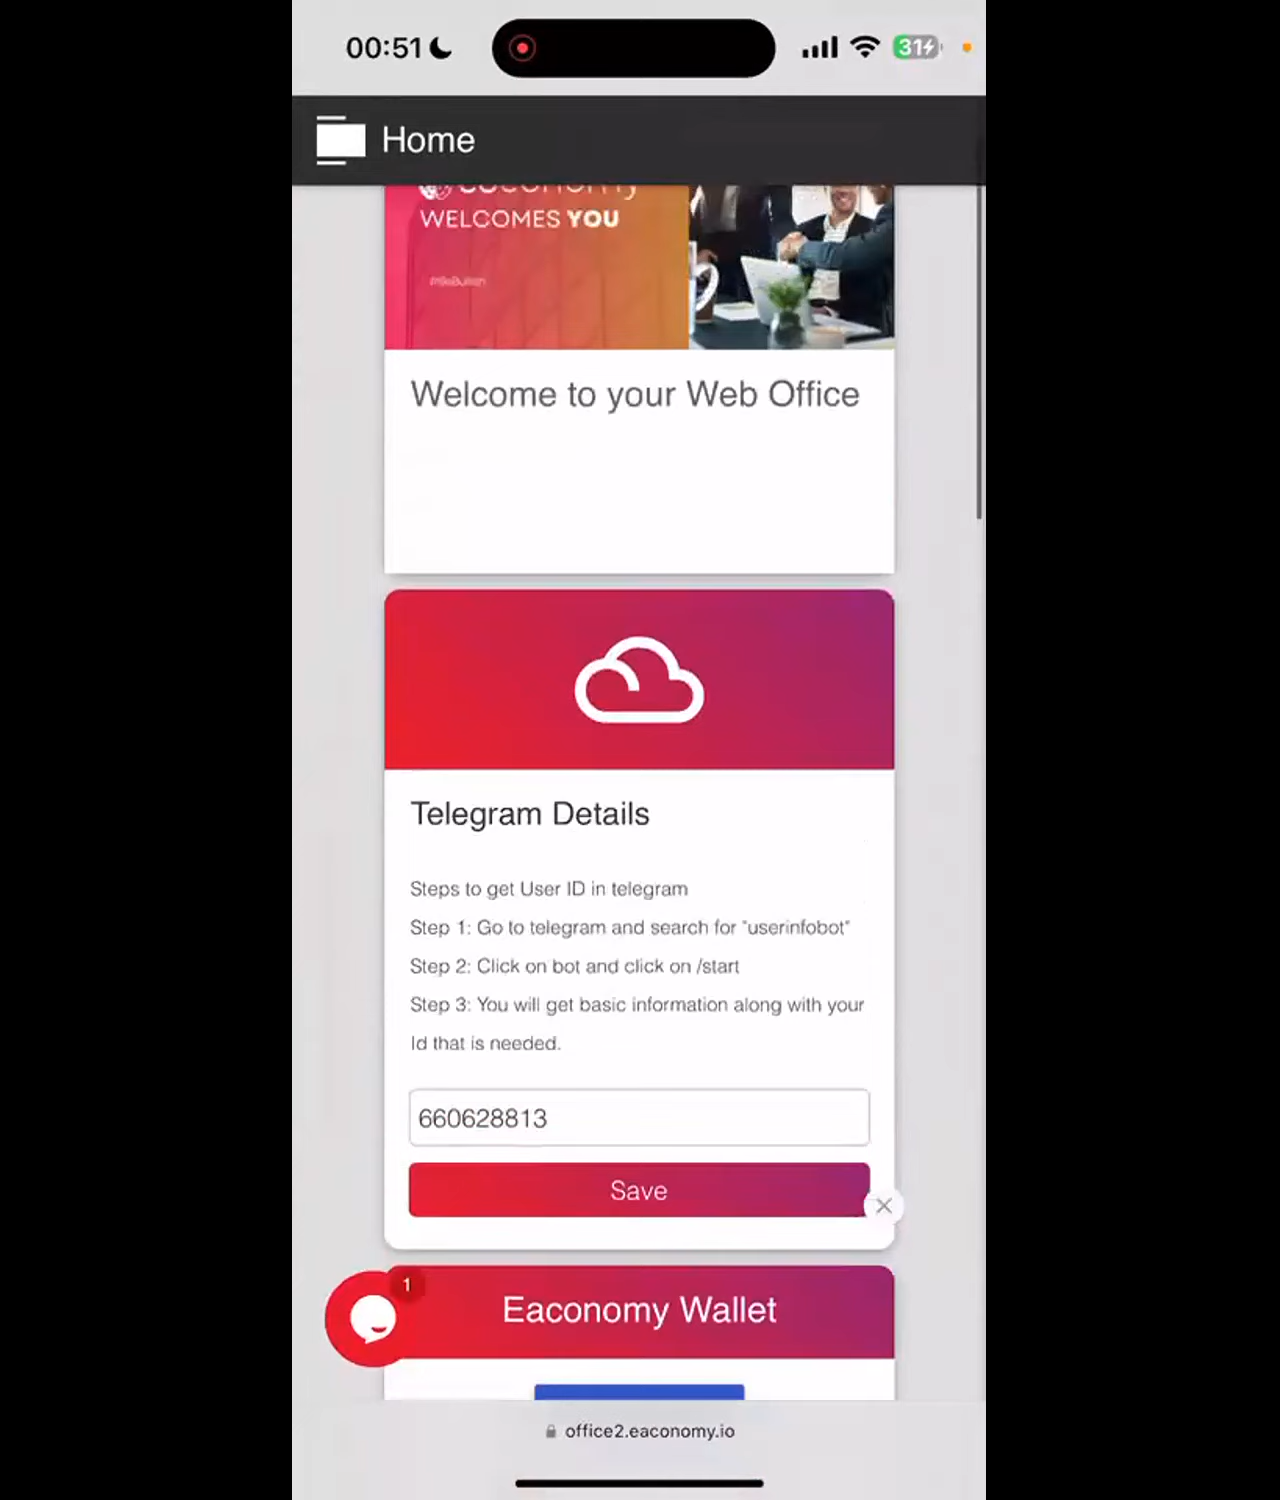 00:51
31
Home
WELCOMES YOU
Welcome to your Web Office
Telegram Details
Steps to get User ID in telegram
Step 1: Go to telegram and search for "userinfobot"
Step 2: Click on bot and click on /start
Step 3: You will get basic information along with your
Id that is needed.
660628813
Save
1
Eaconomy Wallet
office2.eaconomy.io